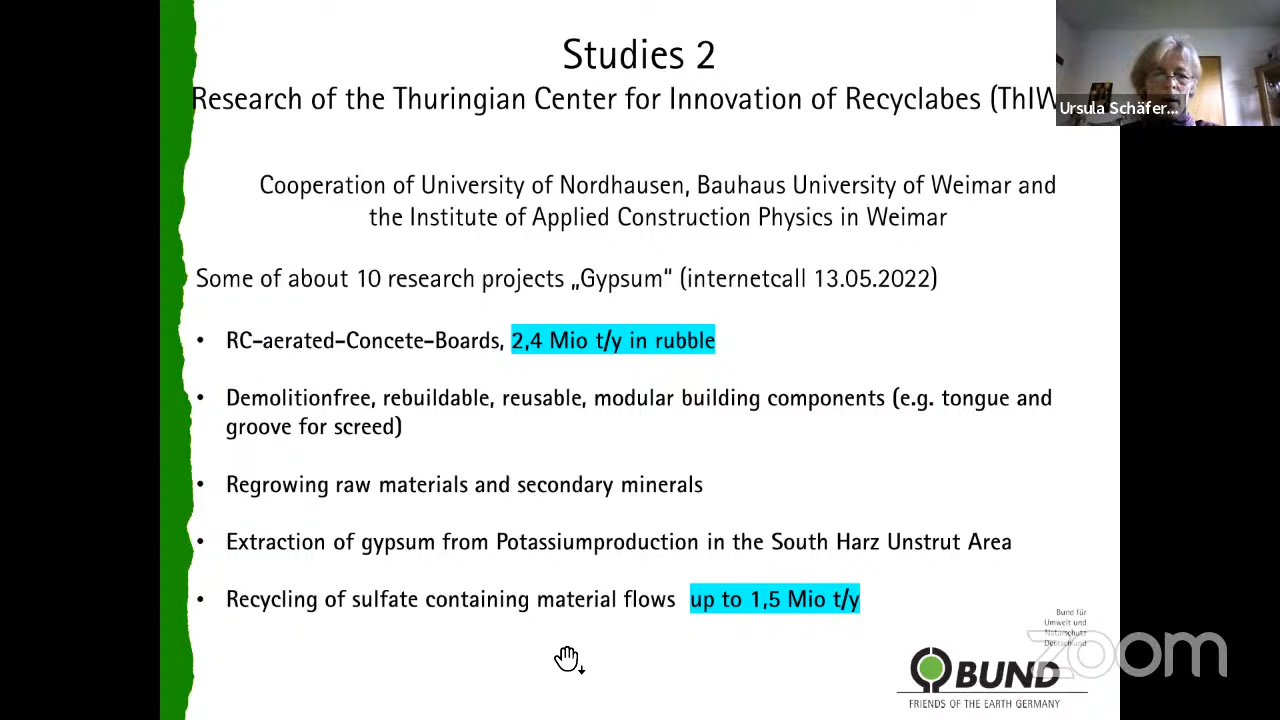 Studies 2
Research of the Thuringian Center for Innovation of Recyclabes (ThIW
Ursula Schäfer...
Cooperation of University of Nordhausen, Bauhaus University of Weimar and
the Institute of Applied Construction Physics in Weimar
Some of about 10 research projects „Gypsum“ (internetcall 13.05.2022)
• RC-aerated-Concete-Boards, 2,4 Mio t/y in rubble
• Demolitionfree, rebuildable, reusable, modular building components (e.g. tongue and
groove for screed)
• Regrowing raw materials and secondary minerals
• Extraction of gypsum from Potassiumproduction in the South Harz Unstrut Area
• Recycling of sulfate containing material flows up to 1,5 Mio t/y
Bund für
Umwelt und
Naturschutz
Deutschland
zoom
BUND
FRIENDS OF THE EARTH GERMANY